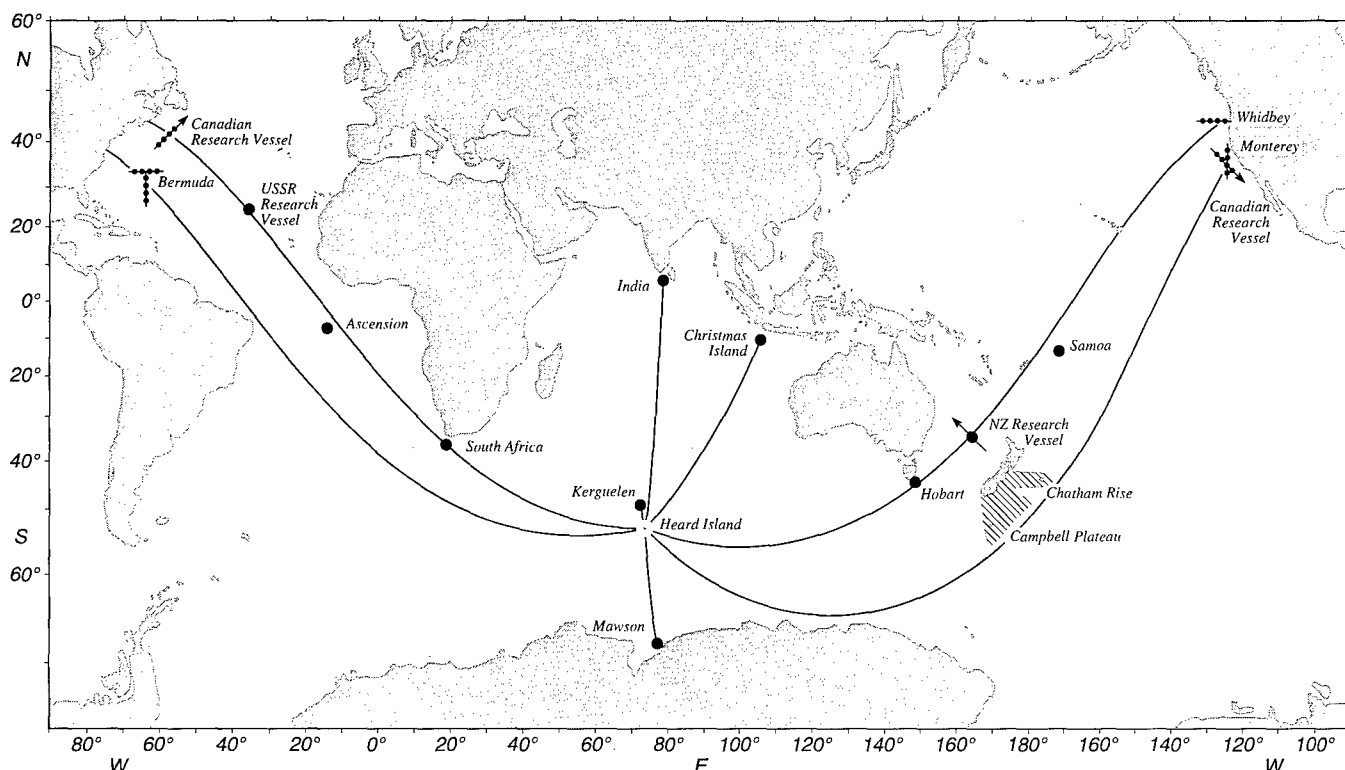 60°
N
40°
20°
0°
20°
40°
S
60°
Canadian
Research Vessel
Bermuda
USSR
Research
Vessel
Ascension
South Africa
India
Christmas
Island
Kerguelen
Heard Island
Mawson
Hobart
NZ Research
Vessel
Samoa
Chatham Rise
Campbell Plateau
Whidbey
Monterey
Canadian
Research
Vessel
80° 60° 40° 20° 0° 20° 40° 60° 80° 100° 120° 140° 160° 180° 160° 140° 120° 100°
W E W